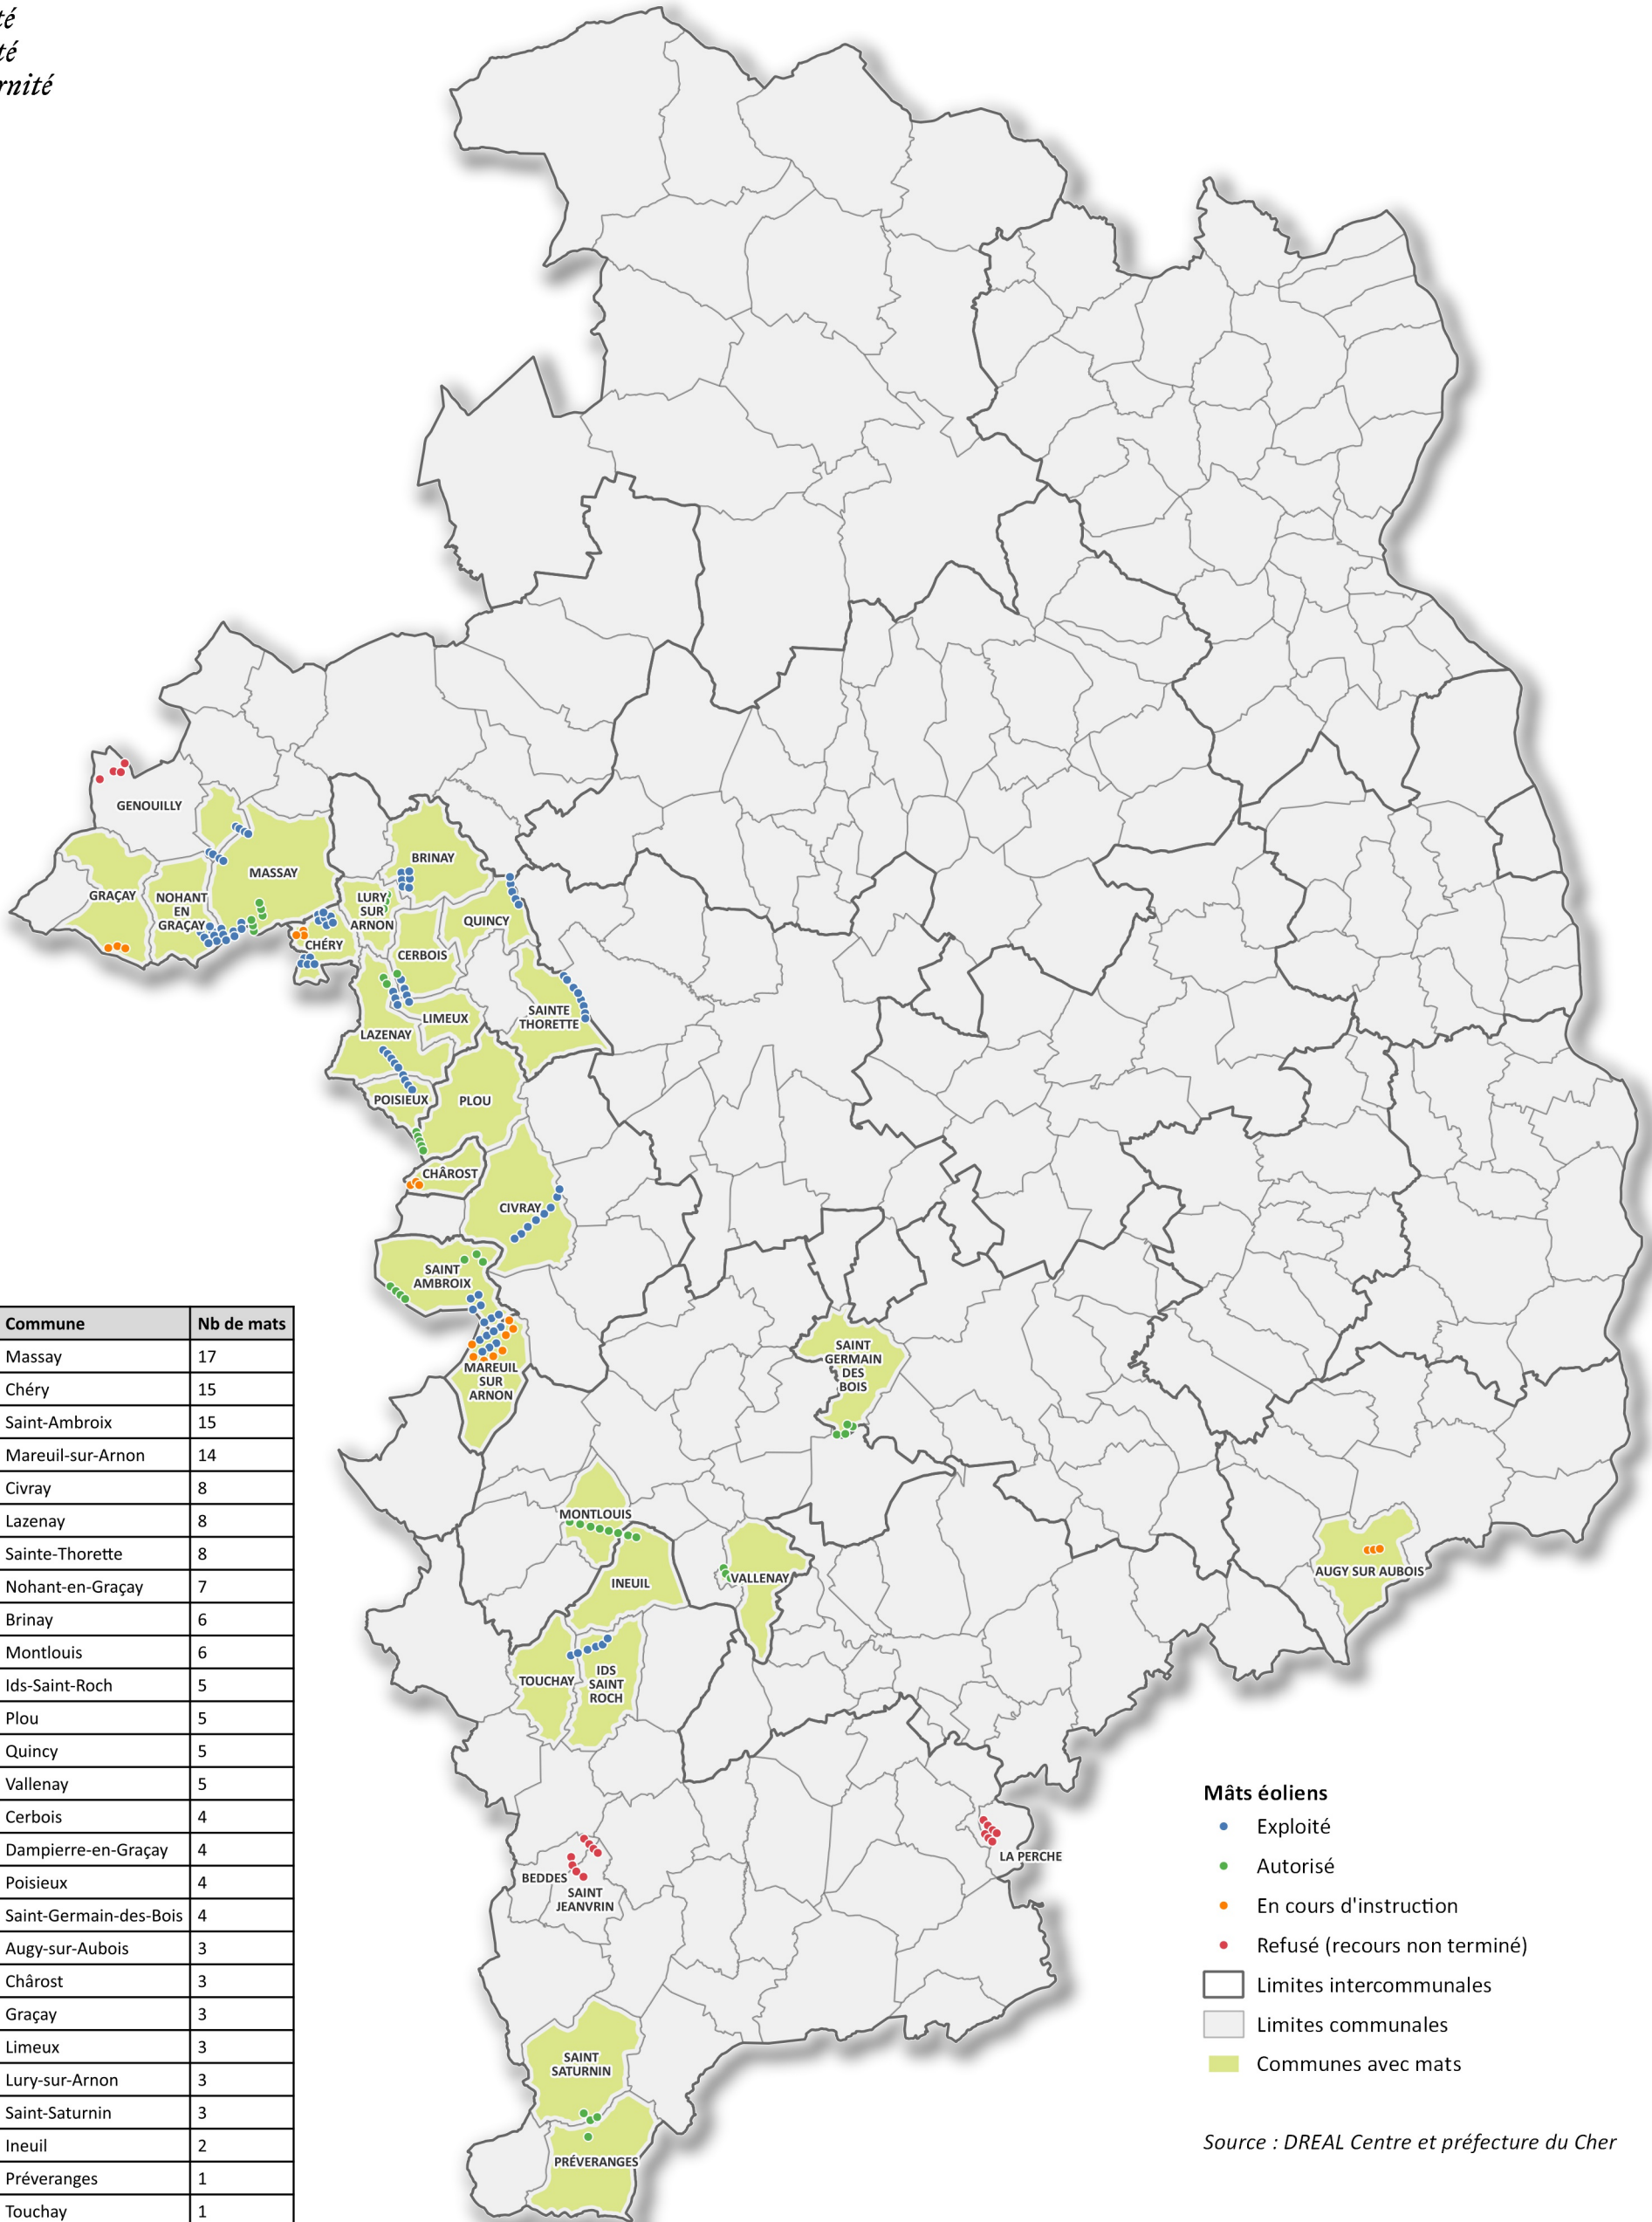 té
té
rnité
GENOUILLY
BRINAY
MASSAY
GRAÇAY
NOHANT
EN
GRAÇAY
LURY
SUR
ARNON
QUINCY
CHÉRY
CERBOIS
LIMEUX
SAINTE
THORETTE
LAZENAY
POISIEUX
PLOU
CHÂROST
CIVRAY
SAINT
AMBROIX
MAREUIL
SUR
ARNON
SAINT
GERMAIN
DES
BOIS
MONTLOUIS
INEUIL
VALLENAY
AUGY SUR AUBOIS
TOUCHAY
IDS
SAINT
ROCH
LA PERCHE
BEDDES
SAINT
JEANVRIN
SAINT
SATURNIN
PRÉVERANGES
Commune Nb de mats
Massay 17
Chéry 15
Saint-Ambroix 15
Mareuil-sur-Arnon 14
Civray 8
Lazenay 8
Sainte-Thorette 8
Nohant-en-Graçay 7
Brinay 6
Montlouis 6
Ids-Saint-Roch 5
Plou 5
Quincy 5
Vallenay 5
Cerbois 4
Dampierre-en-Graçay 4
Poisieux 4
Saint-Germain-des-Bois 4
Augy-sur-Aubois 3
Chârost 3
Graçay 3
Limeux 3
Lury-sur-Arnon 3
Saint-Saturnin 3
Ineuil 2
Préveranges 1
Touchay 1
Mâts éoliens
Exploité
Autorisé
En cours d'instruction
Refusé (recours non terminé)
Limites intercommunales
Limites communales
Communes avec mats
Source : DREAL Centre et préfecture du Cher